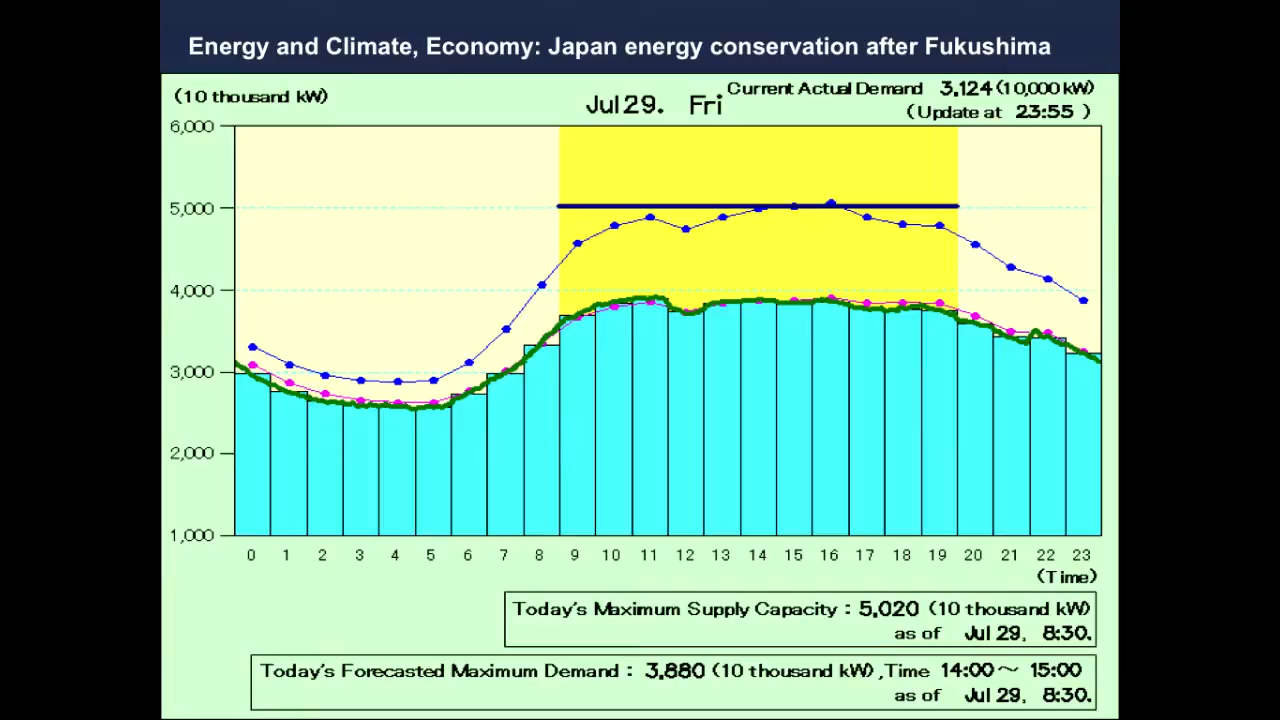 Energy and Climate, Economy: Japan energy conservation after Fukushima
(10 thousand kW)
Jul 29. Fri
Current Actual Demand 3,124 (10,000 kW)
(Update at 23:55 )
6,000
5,000
4,000
3,000
2,000
1,000
0 1 2 3 4 5 6 7 8 9 10 11 12 13 14 15 16 17 18 19 20 21 22 23
(Time)
Today's Maximum Supply Capacity : 5,020 (10 thousand kW)
as of Jul 29, 8:30.
Today's Forecasted Maximum Demand : 3,880 (10 thousand kW) ,Time 14:00～ 15:00
as of Jul 29, 8:30.